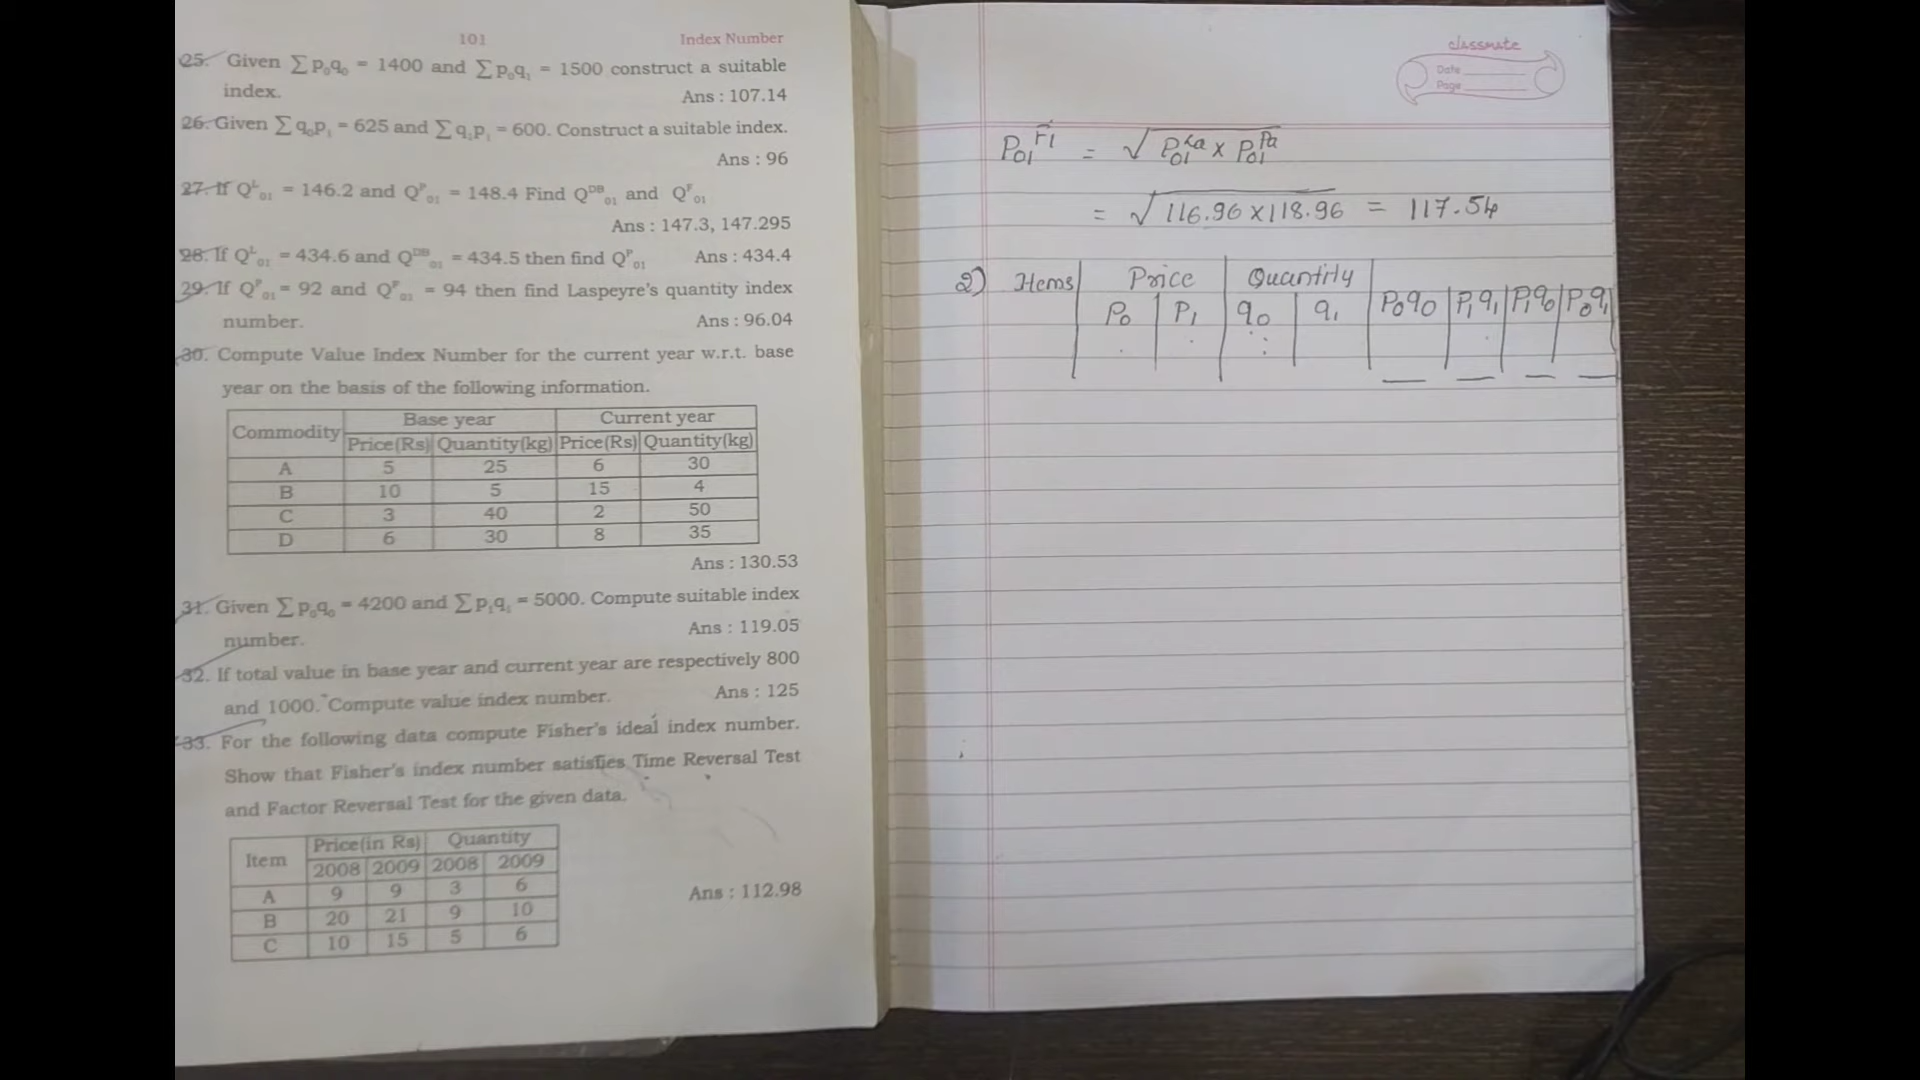 101 Index Number
25. Given ∑ p₀q₀ = 1400 and ∑ p₀q₁ = 1500 construct a suitable
index. Ans : 107.14
26. Given ∑ q₀p₁ = 625 and ∑ q₁p₁ = 600. Construct a suitable index.
Ans : 96
27. If Qᴸ₀₁ = 146.2 and Qᴾ₀₁ = 148.4 Find Qᴰᴮ₀₁ and Qᶠ₀₁
Ans : 147.3, 147.295
28. If Qᴸ₀₁ = 434.6 and Qᴰᴮ₀₁ = 434.5 then find Qᴾ₀₁ Ans : 434.4
29. If Qᴾ₀₁ = 92 and Qᶠ₀₁ = 94 then find Laspeyre's quantity index
number. Ans : 96.04
30. Compute Value Index Number for the current year w.r.t. base
year on the basis of the following information.
Commodity Base year Current year
Price(Rs) Quantity(kg) Price(Rs) Quantity(kg)
A 5 25 6 30
B 10 5 15 4
C 3 40 2 50
D 6 30 8 35
Ans : 130.53
31. Given ∑ p₀q₀ = 4200 and ∑ p₁q₁ = 5000. Compute suitable index
number. Ans : 119.05
32. If total value in base year and current year are respectively 800
and 1000. Compute value index number. Ans : 125
33. For the following data compute Fisher's ideal index number.
Show that Fisher's index number satisfies Time Reversal Test
and Factor Reversal Test for the given data.
Item Price(in Rs) Quantity
2008 2009 2008 2009
A 9 9 3 6
B 20 21 9 10
C 10 15 5 6
Ans : 112.98
classmate
Date
Page
P₀₁ᶠⁱ = √P₀₁ᴸᵃ × P₀₁ᴾᵃ
= √116.96 × 118.96 = 117.54
2) Items Price Quantity
P₀ P₁ q₀ q₁ P₀q₀ P₁q₁ P₁q₀ P₀q₁